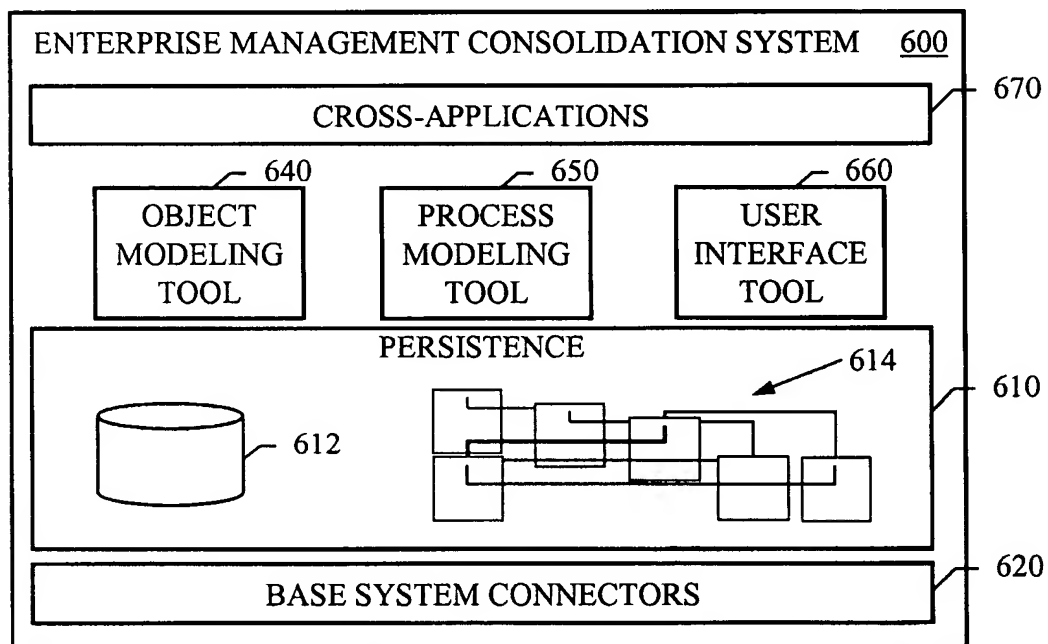 ENTERPRISE MANAGEMENT CONSOLIDATION SYSTEM 600
CROSS-APPLICATIONS
670
640
650
660
OBJECT
MODELING
TOOL
PROCESS
MODELING
TOOL
USER
INTERFACE
TOOL
PERSISTENCE
614
610
612
620
BASE SYSTEM CONNECTORS